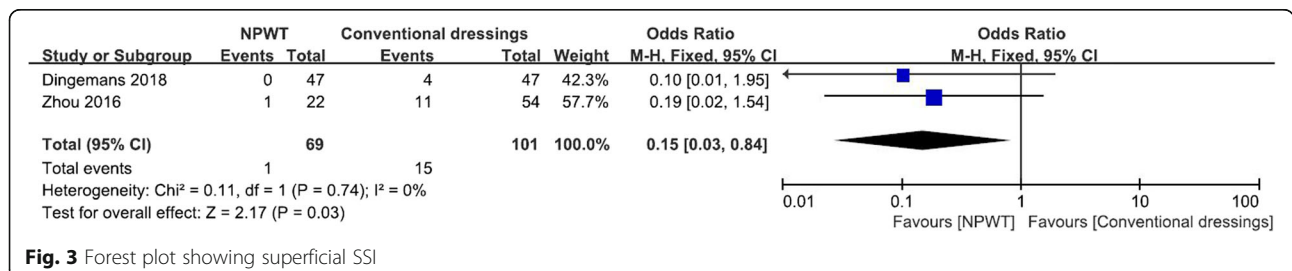 NPWT Conventional dressings Odds Ratio Odds Ratio
Study or Subgroup Events Total Events Total Weight M-H, Fixed, 95% CI M-H, Fixed, 95% CI
Dingemans 2018 0 47 4 47 42.3% 0.10 [0.01, 1.95]
Zhou 2016 1 22 11 54 57.7% 0.19 [0.02, 1.54]
Total (95% CI) 69 101 100.0% 0.15 [0.03, 0.84]
Total events 1 15
Heterogeneity: Chi² = 0.11, df = 1 (P = 0.74); I² = 0%
Test for overall effect: Z = 2.17 (P = 0.03)
0.01 0.1 1 10 100
Favours [NPWT] Favours [Conventional dressings]
Fig. 3 Forest plot showing superficial SSI